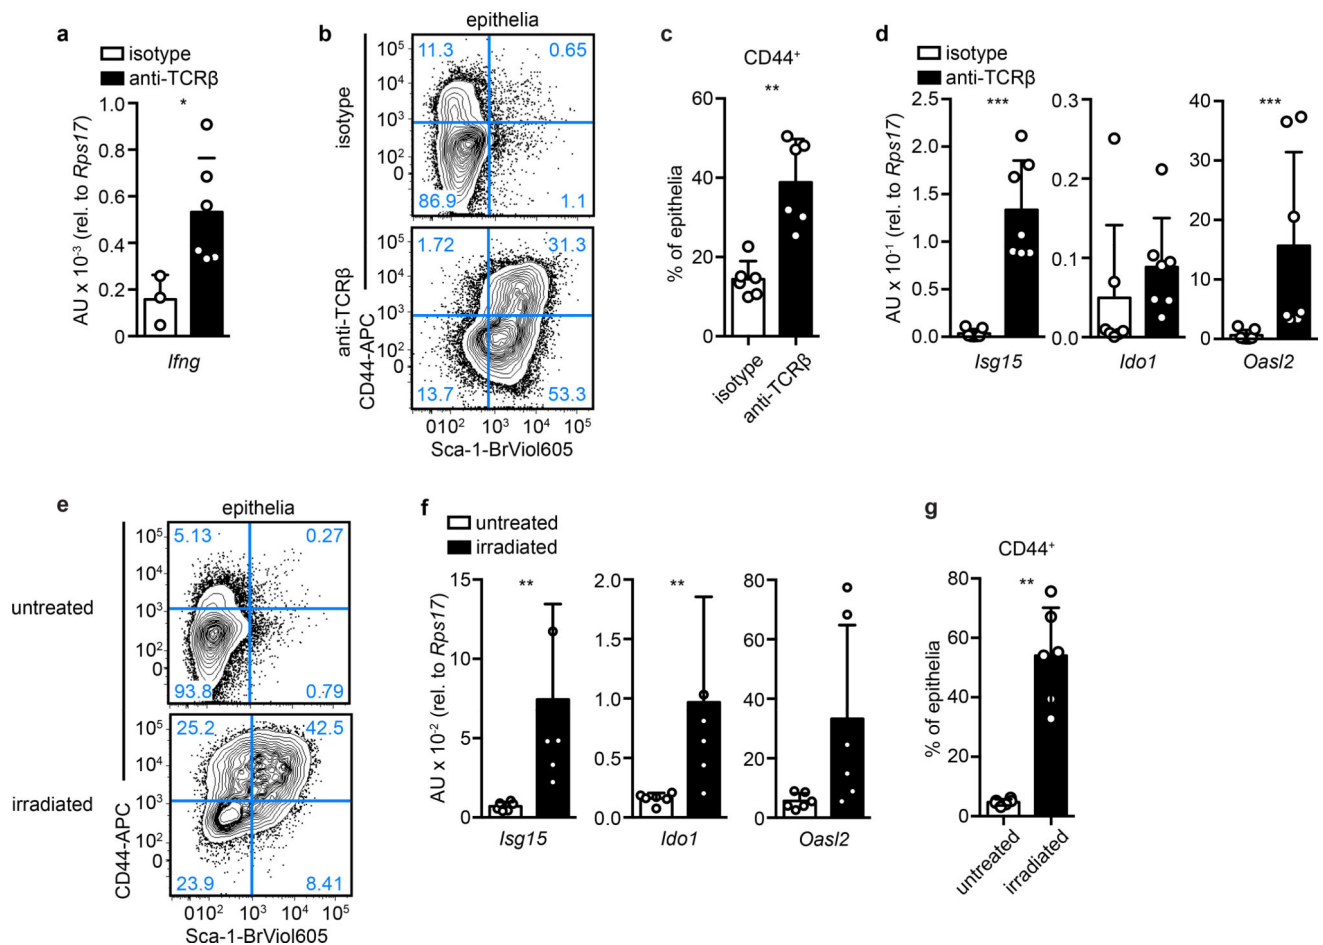 a
isotype
anti-TCRβ
*
AU x 10⁻³ (rel. to Rps17)
1.0
0.8
0.6
0.4
0.2
0
Ifng
b
epithelia
isotype
anti-TCRβ
CD44-APC
10⁵
10⁴
10³
10²
0
11.3
0.65
86.9
1.1
10⁵
10⁴
10³
10²
0
1.72
31.3
13.7
53.3
010² 10³ 10⁴ 10⁵
Sca-1-BrViol605
c
CD44⁺
**
% of epithelia
60
40
20
0
isotype
anti-TCRβ
d
isotype
anti-TCRβ
AU x 10⁻¹ (rel. to Rps17)
2.5
2.0
1.5
1.0
0.5
0.0
***
Isg15
0.3
0.2
0.1
0.0
Ido1
40
30
20
10
0
***
Oasl2
e
epithelia
untreated
irradiated
CD44-APC
10⁵
10⁴
10³
10²
0
5.13
0.27
93.8
0.79
10⁵
10⁴
10³
10²
0
25.2
42.5
23.9
8.41
010² 10³ 10⁴ 10⁵
Sca-1-BrViol605
f
untreated
irradiated
AU x 10⁻² (rel. to Rps17)
15
10
5
0
**
Isg15
2.0
1.5
1.0
0.5
0.0
**
Ido1
80
60
40
20
0
Oasl2
g
CD44⁺
**
% of epithelia
80
60
40
20
0
untreated
irradiated